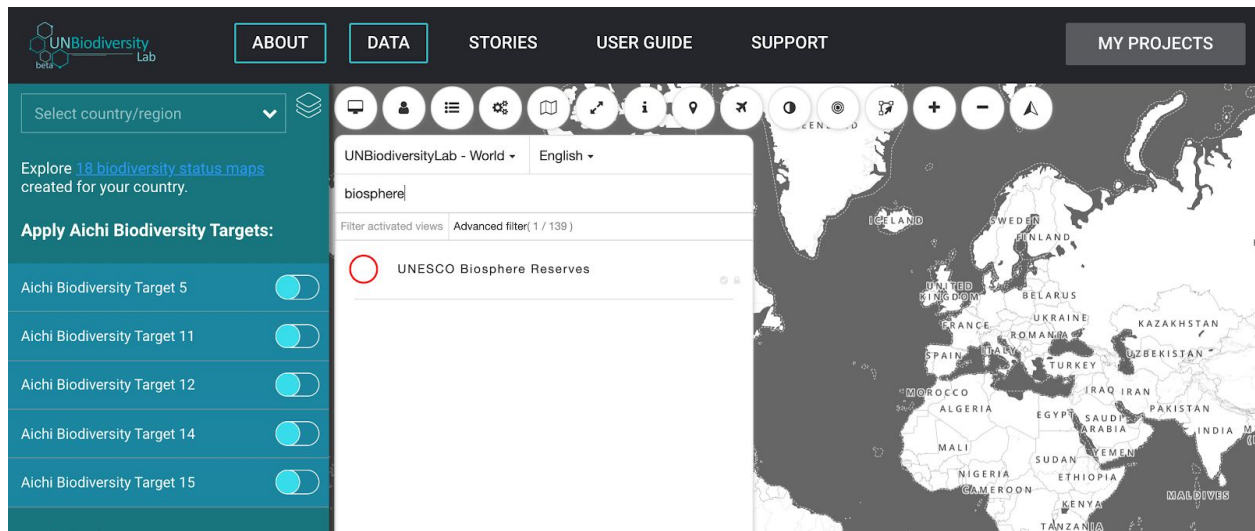 UNBiodiversity
Lab
beta
ABOUT
DATA
STORIES
USER GUIDE
SUPPORT
MY PROJECTS
Select country/region
Explore 18 biodiversity status maps
created for your country.
Apply Aichi Biodiversity Targets:
Aichi Biodiversity Target 5
Aichi Biodiversity Target 11
Aichi Biodiversity Target 12
Aichi Biodiversity Target 14
Aichi Biodiversity Target 15
UNBiodiversityLab - World
English
biosphere
Filter activated views
Advanced filter( 1 / 139 )
UNESCO Biosphere Reserves
ICELAND
SWEDEN
FINLAND
UNITED
KINGDOM
BELARUS
UKRAINE
FRANCE
ROMANIA
KAZAKHSTAN
SPAIN
ITALY
UZBEKISTAN
TURKEY
MOROCCO
IRAQ
IRAN
ALGERIA
EGYPT
SAUDI
ARABIA
PAKISTAN
INDIA
MALI
SUDAN
YEMEN
NIGERIA
ETHIOPIA
CAMEROON
KENYA
MALDIVES
TANZANIA